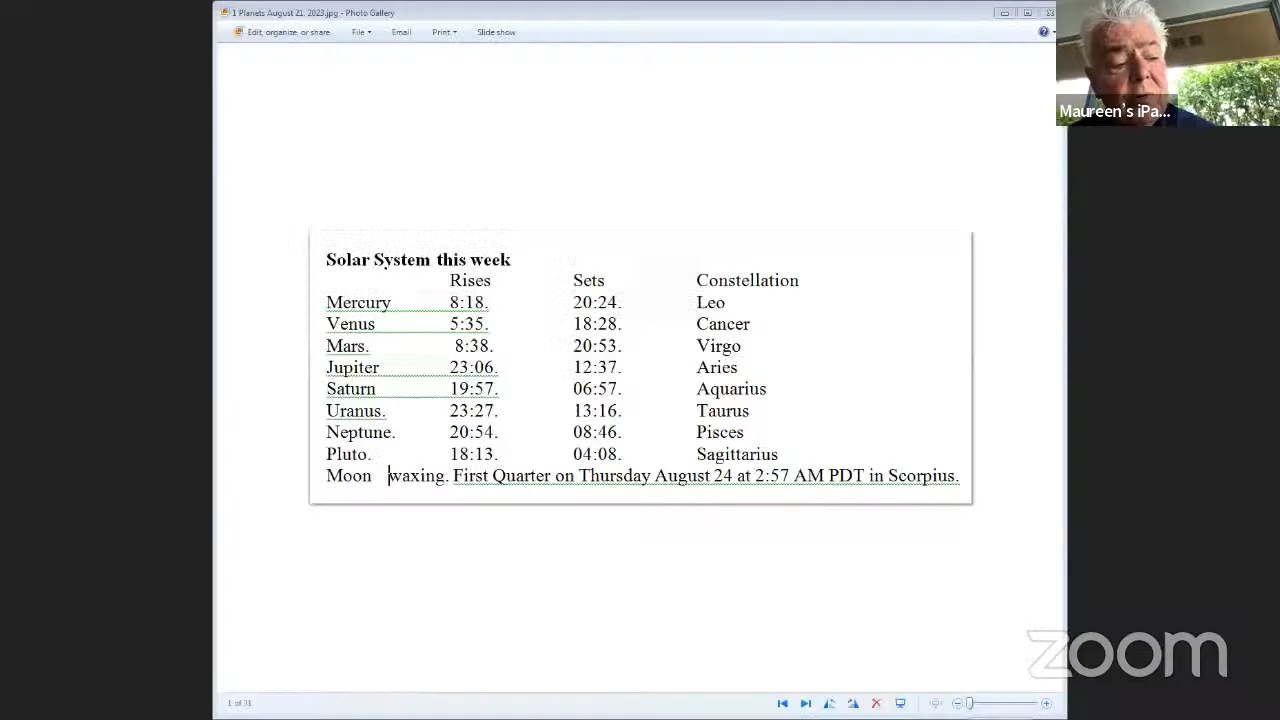 1 Planets August 21, 2023.jpg - Photo Gallery
Edit, organize, or share File Email Print Slide show
Maureen's iPa...
Solar System this week
Rises Sets Constellation
Mercury 8:18. 20:24. Leo
Venus 5:35. 18:28. Cancer
Mars. 8:38. 20:53. Virgo
Jupiter 23:06. 12:37. Aries
Saturn 19:57. 06:57. Aquarius
Uranus. 23:27. 13:16. Taurus
Neptune. 20:54. 08:46. Pisces
Pluto. 18:13. 04:08. Sagittarius
Moon waxing. First Quarter on Thursday August 24 at 2:57 AM PDT in Scorpius.
zoom
1 of 31